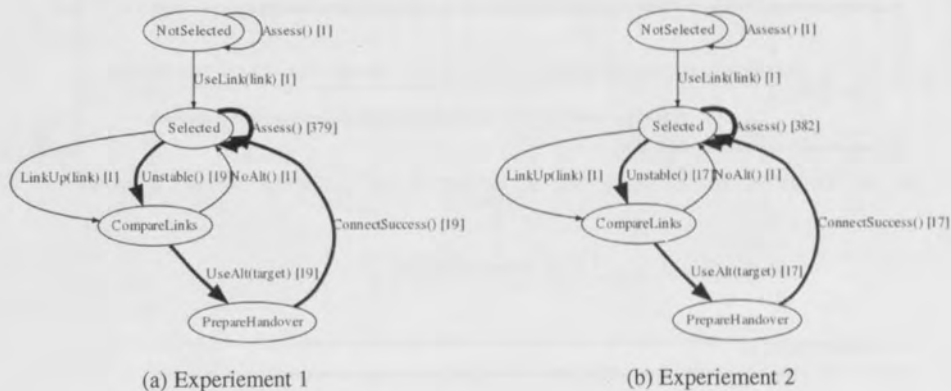 NotSelected
Assess() [1]
UseLink(link) [1]
Selected
Assess() [379]
LinkUp(link) [1]
Unstable() [19
NoAlt() [1]
CompareLinks
ConnectSuccess() [19]
UseAlt(target) [19]
PrepareHandover
(a) Experiement 1
NotSelected
Assess() [1]
UseLink(link) [1]
Selected
Assess() [382]
LinkUp(link) [1]
Unstable() [17
NoAlt() [1]
CompareLinks
ConnectSuccess() [17]
UseAlt(target) [17]
PrepareHandover
(b) Experiement 2